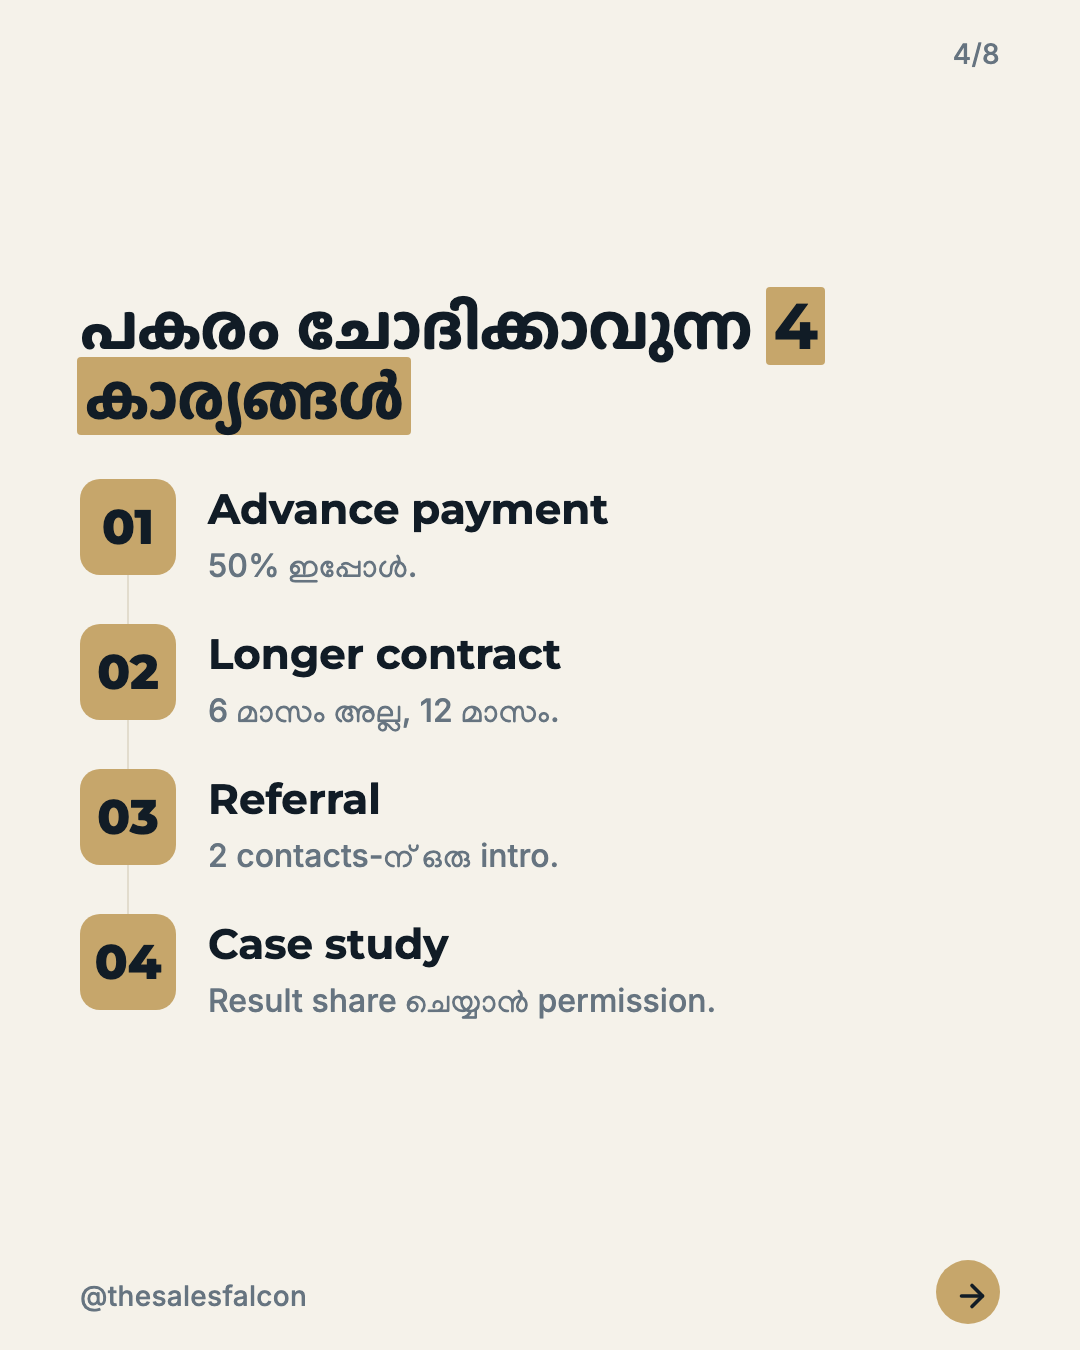 4/8
പകരം ചോദിക്കാവുന്ന 4
കാര്യങ്ങൾ
01
Advance payment
50% ഇപ്പോൾ.
02
Longer contract
6 മാസം അല്ല, 12 മാസം.
03
Referral
2 contacts-ന് ഒരു intro.
04
Case study
Result share ചെയ്യാൻ permission.
@thesalesfalcon